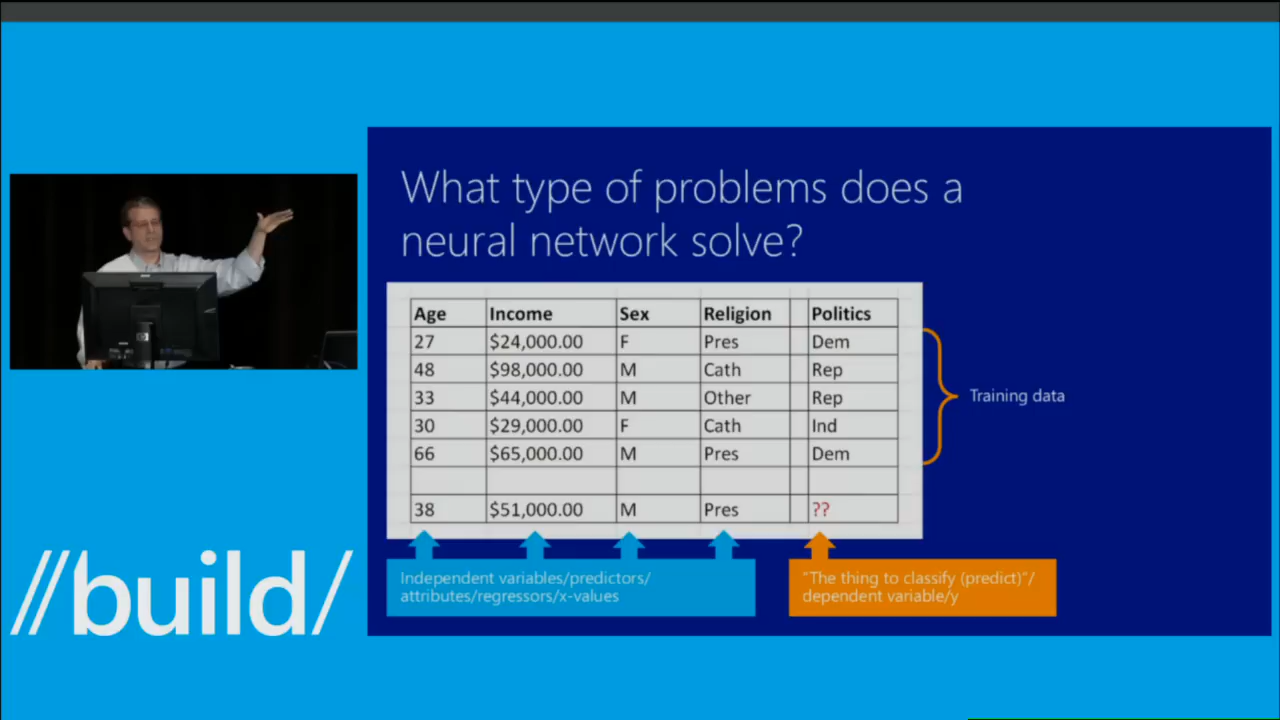 What type of problems does a
neural network solve?
Age Income Sex Religion Politics
27 $24,000.00 F Pres Dem
48 $98,000.00 M Cath Rep
33 $44,000.00 M Other Rep
30 $29,000.00 F Cath Ind
66 $65,000.00 M Pres Dem
38 $51,000.00 M Pres ??
Training data
Independent variables/predictors/
attributes/regressors/x-values
"The thing to classify (predict)"/
dependent variable/y
//build/